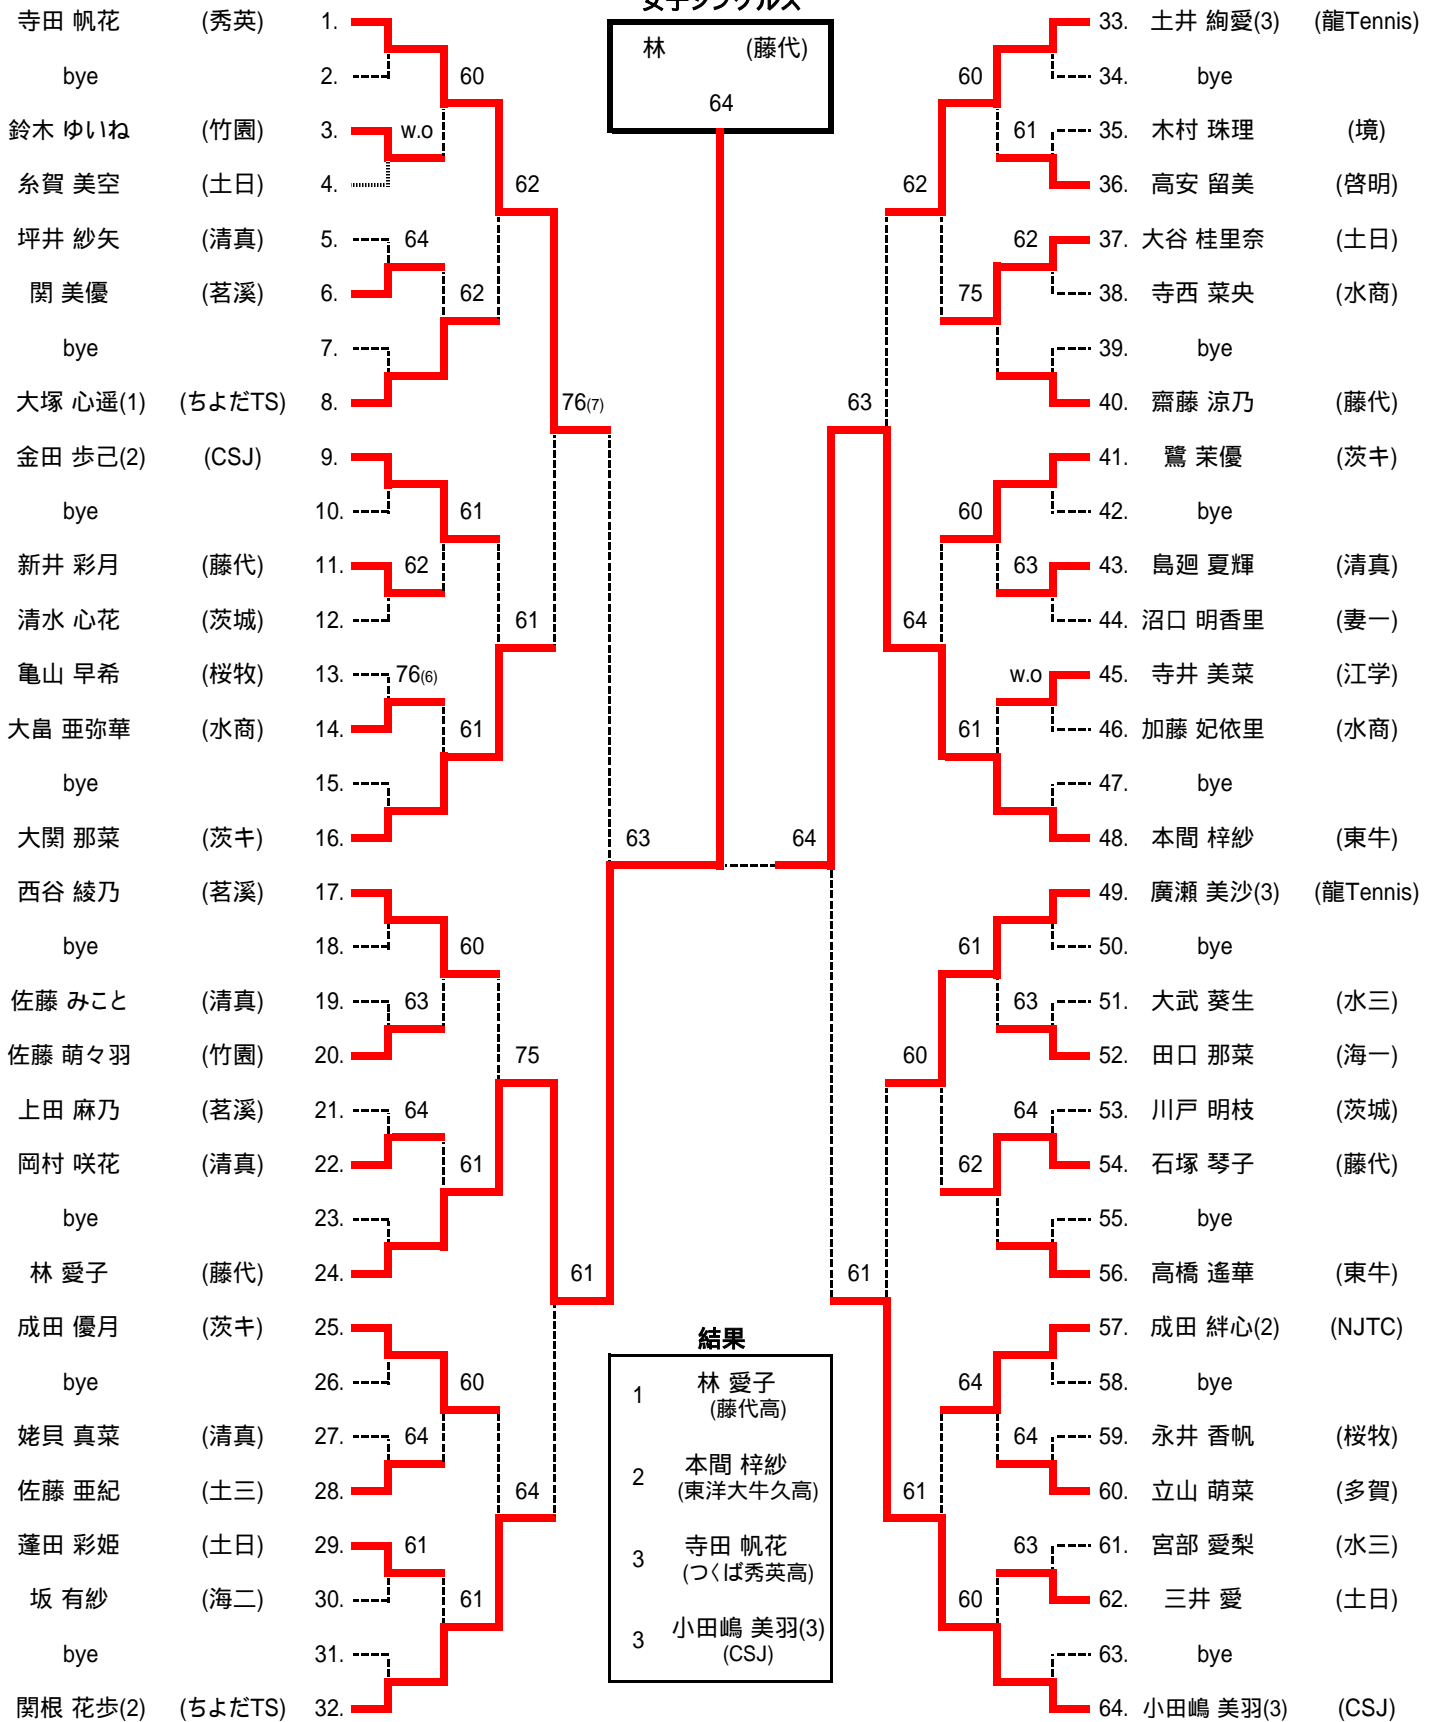 女子シングルス
林 (藤代)
64
寺田 帆花 (秀英) 1.
bye 2.
60
鈴木 ゆいね (竹園) 3.
w.o
糸賀 美空 (土日) 4.
62
坪井 紗矢 (清真) 5.
64
関 美優 (茗溪) 6.
62
bye 7.
大塚 心遥(1) (ちよだTS) 8.
76(7)
金田 歩己(2) (CSJ) 9.
bye 10.
61
新井 彩月 (藤代) 11.
62
清水 心花 (茨城) 12.
61
亀山 早希 (桜牧) 13.
76(6)
大畠 亜弥華 (水商) 14.
61
bye 15.
大関 那菜 (茨キ) 16.
63
西谷 綾乃 (茗溪) 17.
bye 18.
60
佐藤 みこと (清真) 19.
63
佐藤 萌々羽 (竹園) 20.
75
上田 麻乃 (茗溪) 21.
64
岡村 咲花 (清真) 22.
61
bye 23.
林 愛子 (藤代) 24.
61
成田 優月 (茨キ) 25.
bye 26.
60
姥貝 真菜 (清真) 27.
64
佐藤 亜紀 (土三) 28.
64
蓬田 彩姫 (土日) 29.
61
坂 有紗 (海二) 30.
61
bye 31.
関根 花歩(2) (ちよだTS) 32.
33. 土井 絢愛(3) (龍Tennis)
60
34. bye
61
35. 木村 珠理 (境)
62
36. 高安 留美 (啓明)
62
37. 大谷 桂里奈 (土日)
75
38. 寺西 菜央 (水商)
39. bye
63
40. 齋藤 涼乃 (藤代)
41. 鷺 茉優 (茨キ)
60
42. bye
63
43. 島廻 夏輝 (清真)
64
44. 沼口 明香里 (妻一)
w.o
45. 寺井 美菜 (江学)
61
46. 加藤 妃依里 (水商)
47. bye
64
48. 本間 梓紗 (東牛)
49. 廣瀬 美沙(3) (龍Tennis)
61
50. bye
63
51. 大武 葵生 (水三)
60
52. 田口 那菜 (海一)
64
53. 川戸 明枝 (茨城)
62
54. 石塚 琴子 (藤代)
55. bye
61
56. 高橋 遙華 (東牛)
57. 成田 絆心(2) (NJTC)
64
58. bye
64
59. 永井 香帆 (桜牧)
61
60. 立山 萌菜 (多賀)
63
61. 宮部 愛梨 (水三)
60
62. 三井 愛 (土日)
63. bye
64. 小田嶋 美羽(3) (CSJ)
結果
1 林 愛子
(藤代高)
2 本間 梓紗
(東洋大牛久高)
3 寺田 帆花
(つくば秀英高)
3 小田嶋 美羽(3)
(CSJ)